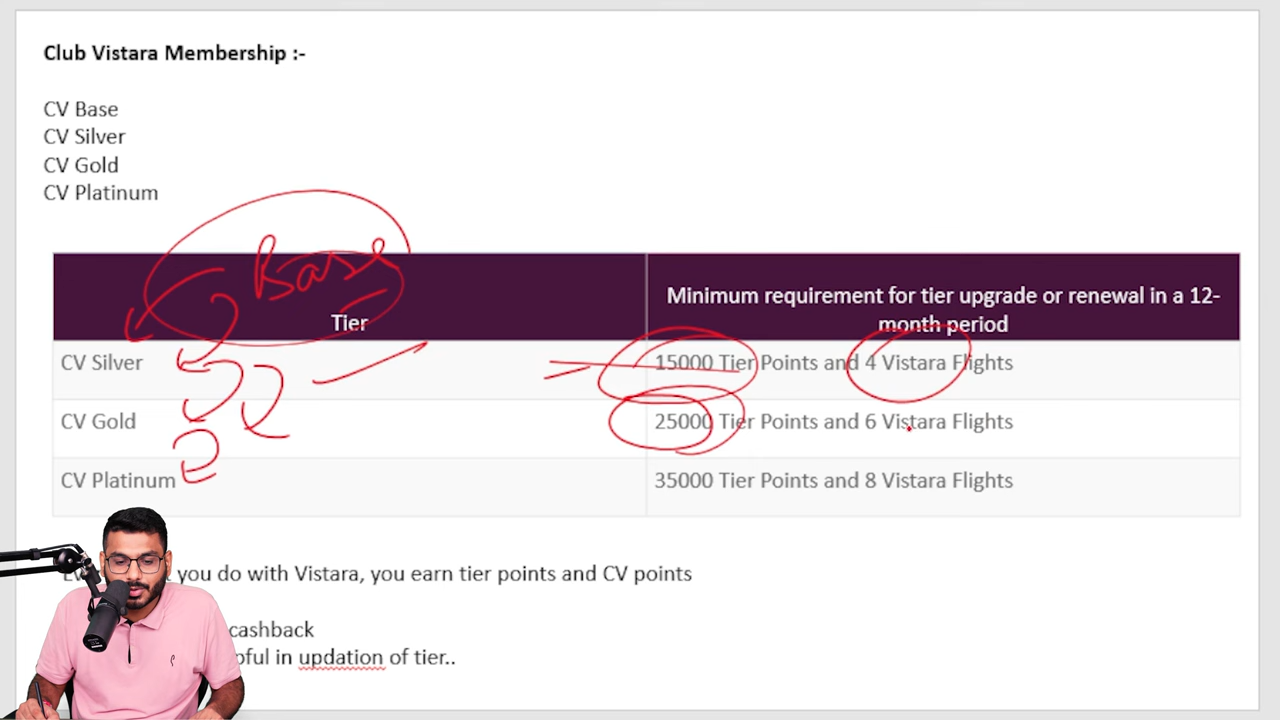 Club Vistara Membership :-
CV Base
CV Silver
CV Gold
CV Platinum
Base
Tier
Minimum requirement for tier upgrade or renewal in a 12-
month period
CV Silver
15000 Tier Points and 4 Vistara Flights
CV Gold
25000 Tier Points and 6 Vistara Flights
CV Platinum
35000 Tier Points and 8 Vistara Flights
you do with Vistara, you earn tier points and CV points
cashback
in updation of tier..